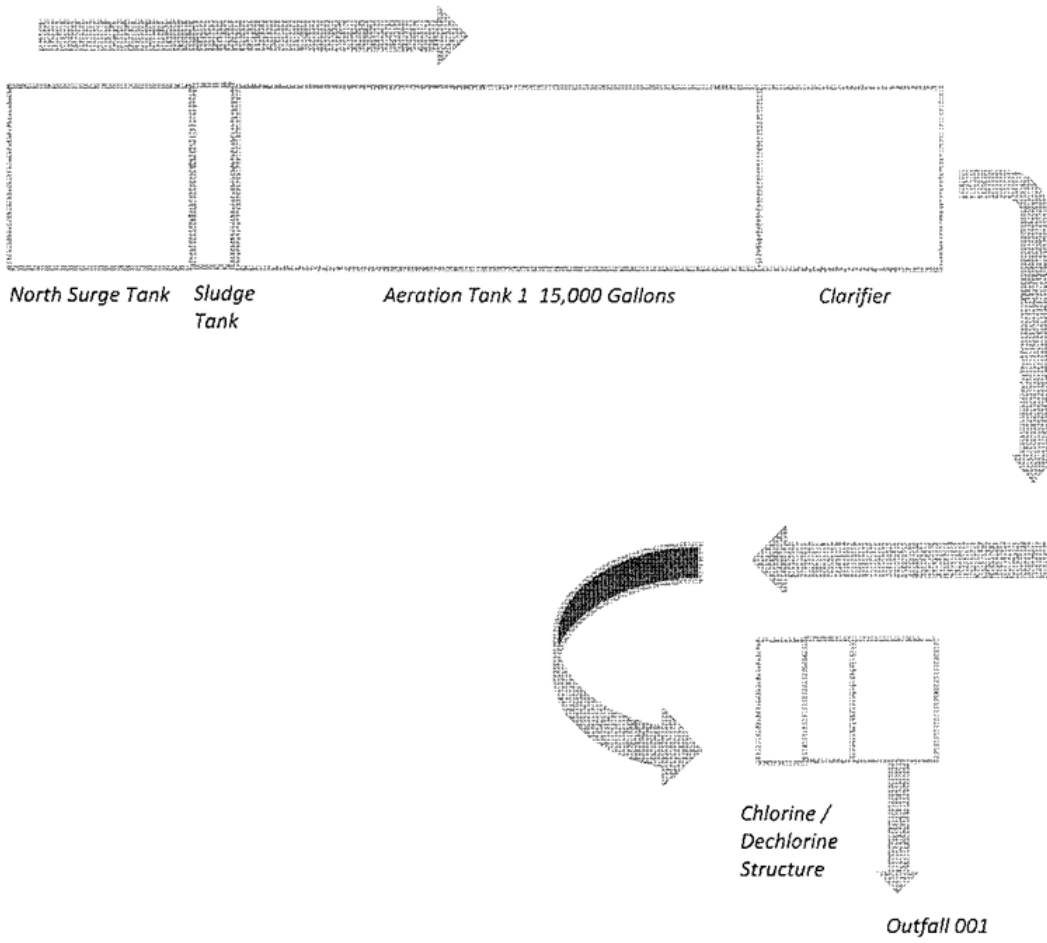 North Surge Tank
Sludge
Tank
Aeration Tank 1 15,000 Gallons
Clarifier
Chlorine /
Dechlorine
Structure
Outfall 001